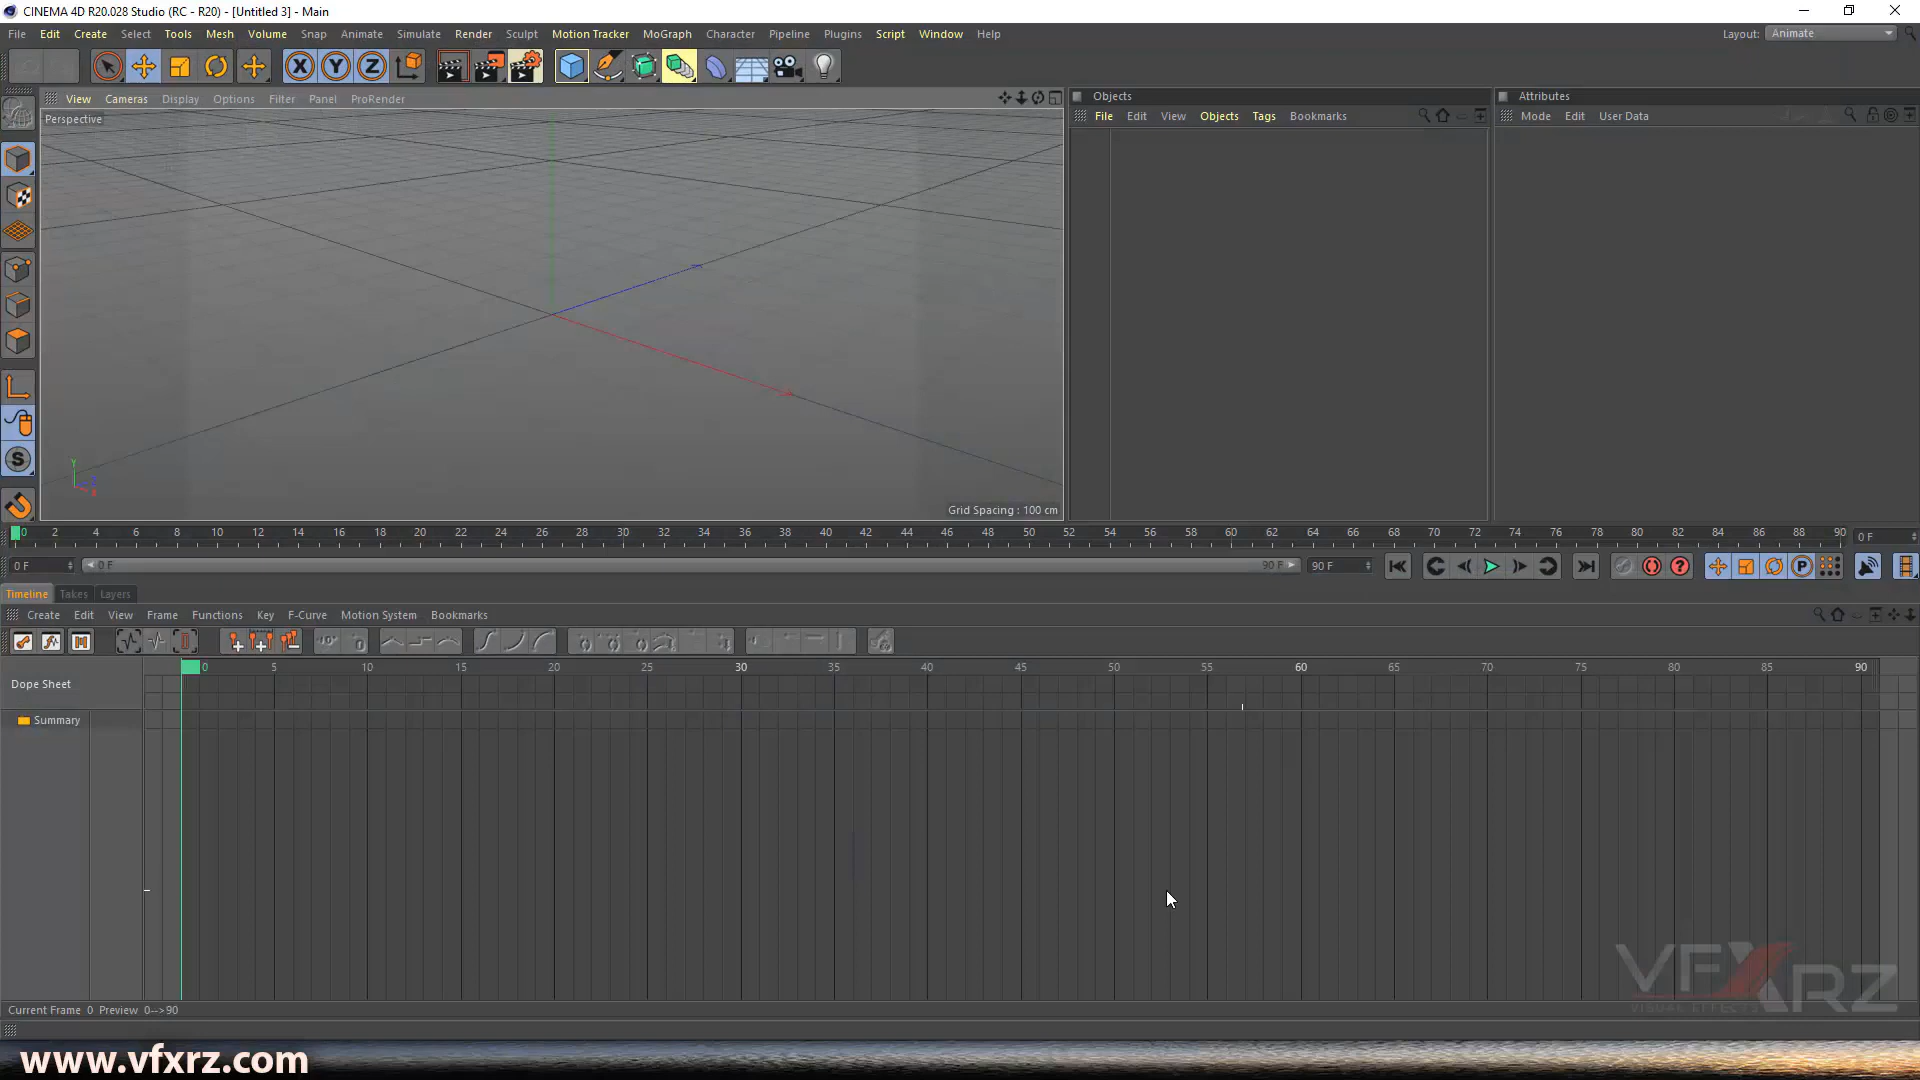 CINEMA 4D R20.028 Studio (RC - R20) - [Untitled 3] - Main
File Edit Create Select Tools Mesh Volume Snap Animate Simulate Render Sculpt Motion Tracker MoGraph Character Pipeline Plugins Script Window Help Layout: Animate
X Y Z
View Cameras Display Options Filter Panel ProRender
Objects
Attributes
File Edit View Objects Tags Bookmarks
Mode Edit User Data
Perspective
Y
Grid Spacing : 100 cm
0 2 4 6 8 10 12 14 16 18 20 22 24 26 28 30 32 34 36 38 40 42 44 46 48 50 52 54 56 58 60 62 64 66 68 70 72 74 76 78 80 82 84 86 88 90 0 F
0 F 0 F 90 F 90 F
Timeline Takes Layers
Create Edit View Frame Functions Key F-Curve Motion System Bookmarks
0 5 10 15 20 25 30 35 40 45 50 55 60 65 70 75 80 85 90
Dope Sheet
Summary
VFXRZ
VISUAL EFFECTS
Current Frame 0 Preview 0-->90
www.vfxrz.com